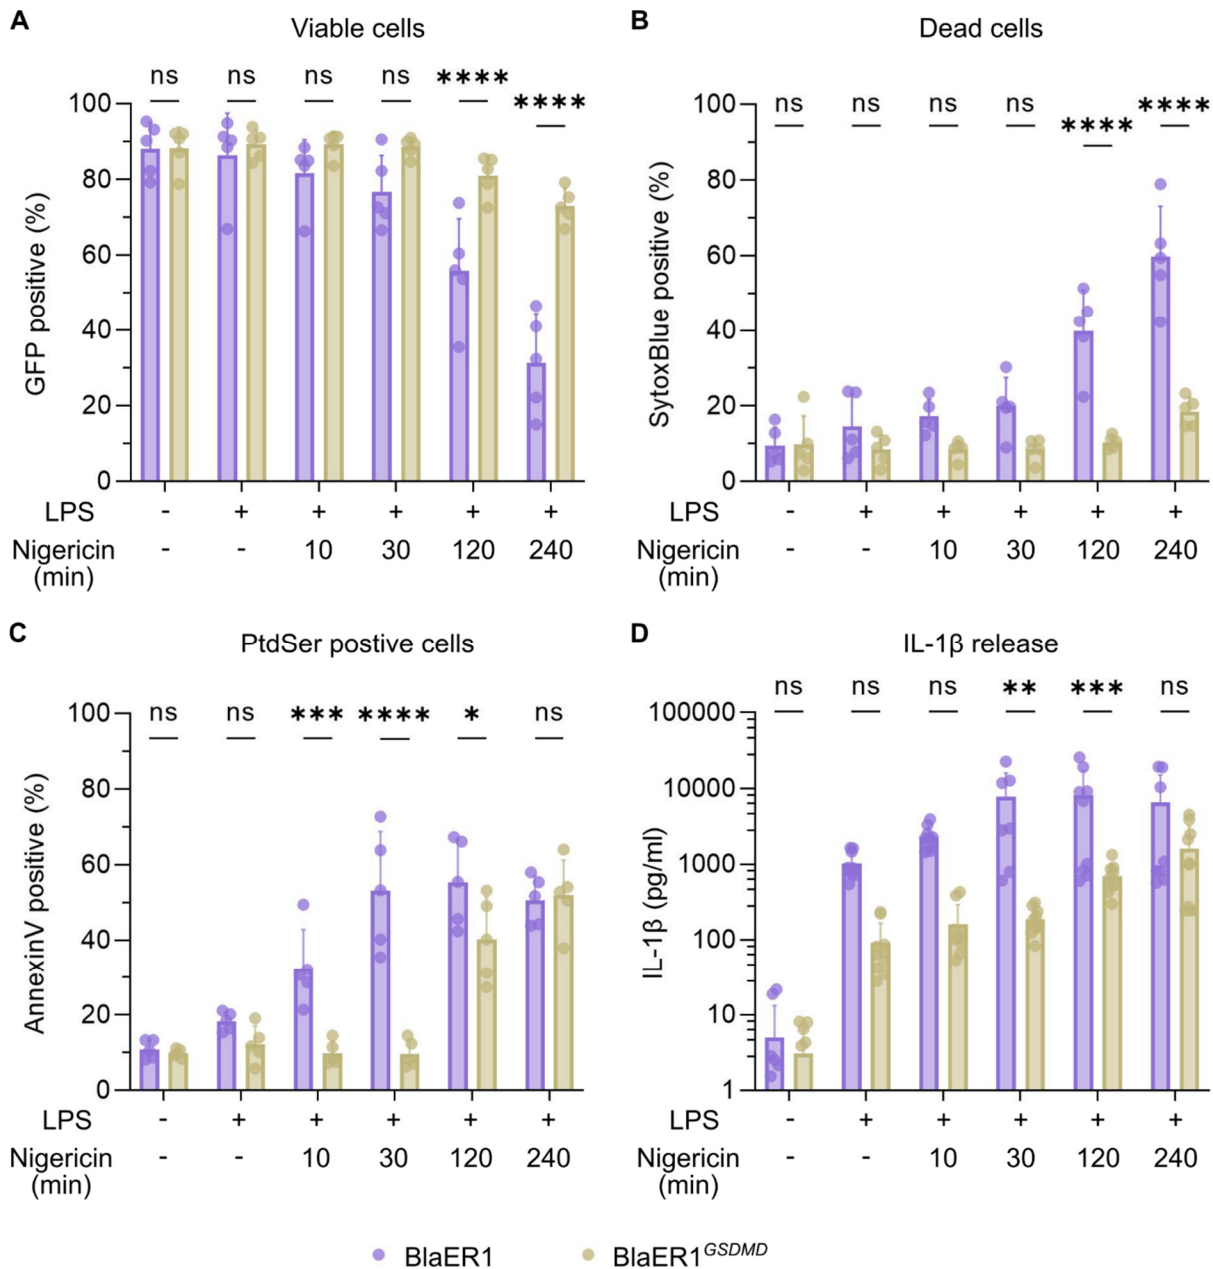 A
Viable cells
ns ns ns ns **** ****
GFP positive (%)
100
80
60
40
20
0
LPS - + + + + +
Nigericin (min) - - 10 30 120 240
B
Dead cells
ns ns ns ns **** ****
SytoxBlue positive (%)
100
80
60
40
20
0
LPS - + + + + +
Nigericin (min) - - 10 30 120 240
C
PtdSer postive cells
ns ns *** **** * ns
AnnexinV positive (%)
100
80
60
40
20
0
LPS - + + + + +
Nigericin (min) - - 10 30 120 240
D
IL-1β release
ns ns ns ** *** ns
IL-1β (pg/ml)
100000
10000
1000
100
10
1
LPS - + + + + +
Nigericin (min) - - 10 30 120 240
BlaER1
BlaER1GSDMD